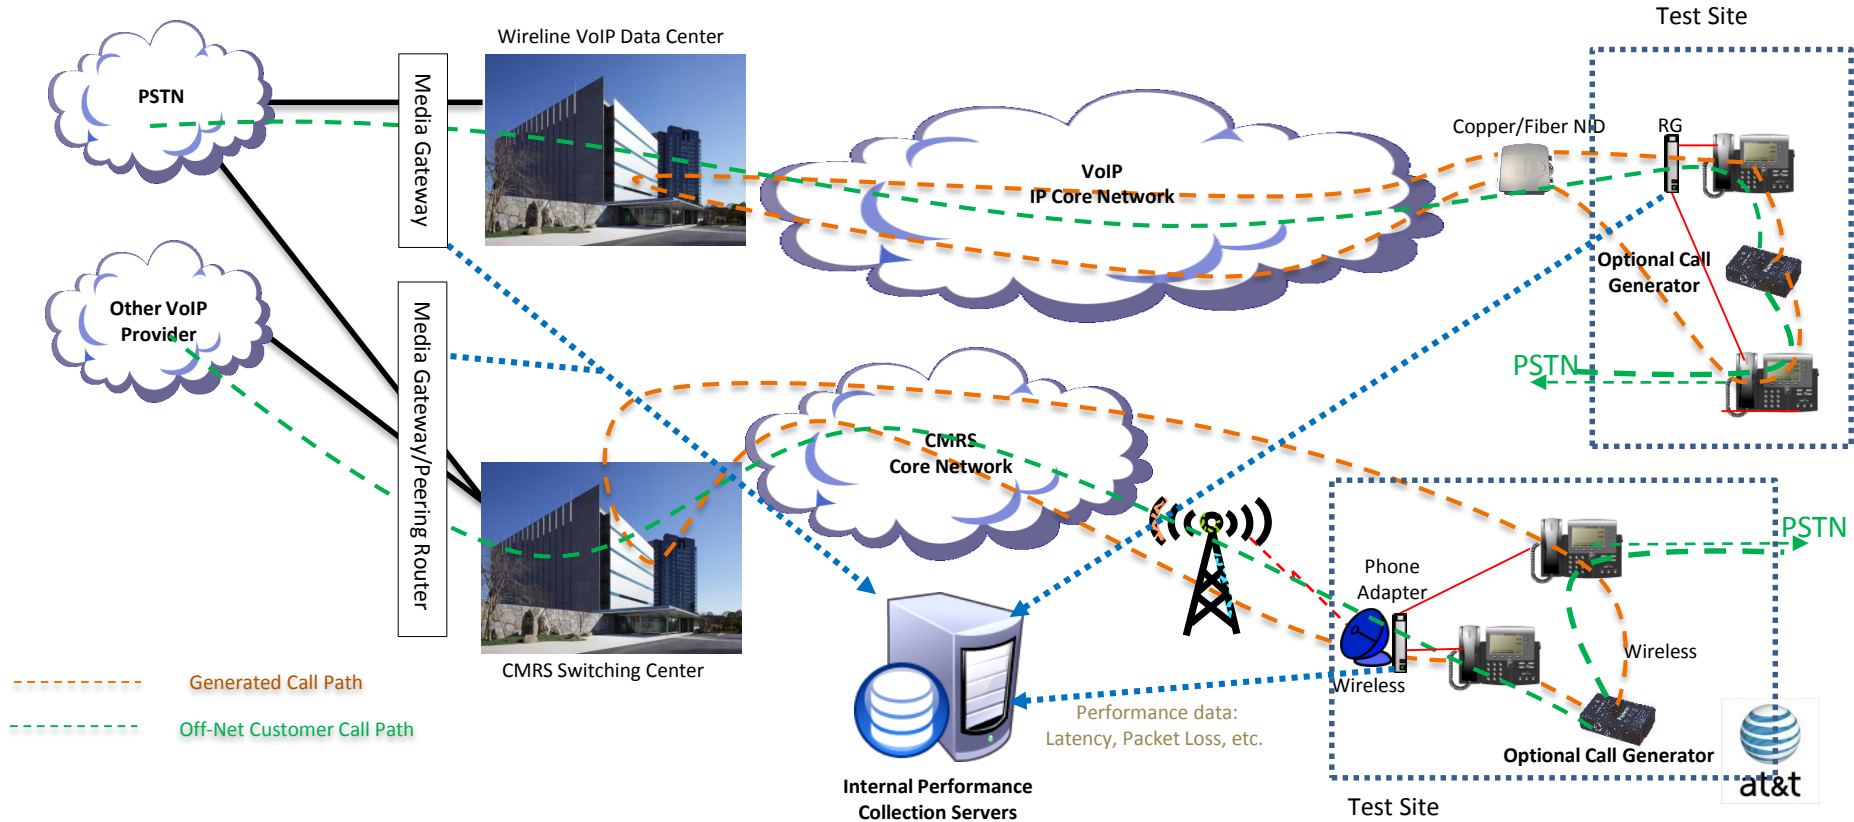 Test Site
Wireline VoIP Data Center
PSTN
Media Gateway
Copper/Fiber NID
RG
VoIP
IP Core Network
Optional Call
Generator
Other VoIP
Provider
Media Gateway/Peering Router
PSTN
CMRS
Core Network
PSTN
Phone
Adapter
Wireless
CMRS Switching Center
Wireless
Generated Call Path
Off-Net Customer Call Path
Performance data:
Latency, Packet Loss, etc.
Optional Call Generator
Internal Performance
Collection Servers
at&t
Test Site